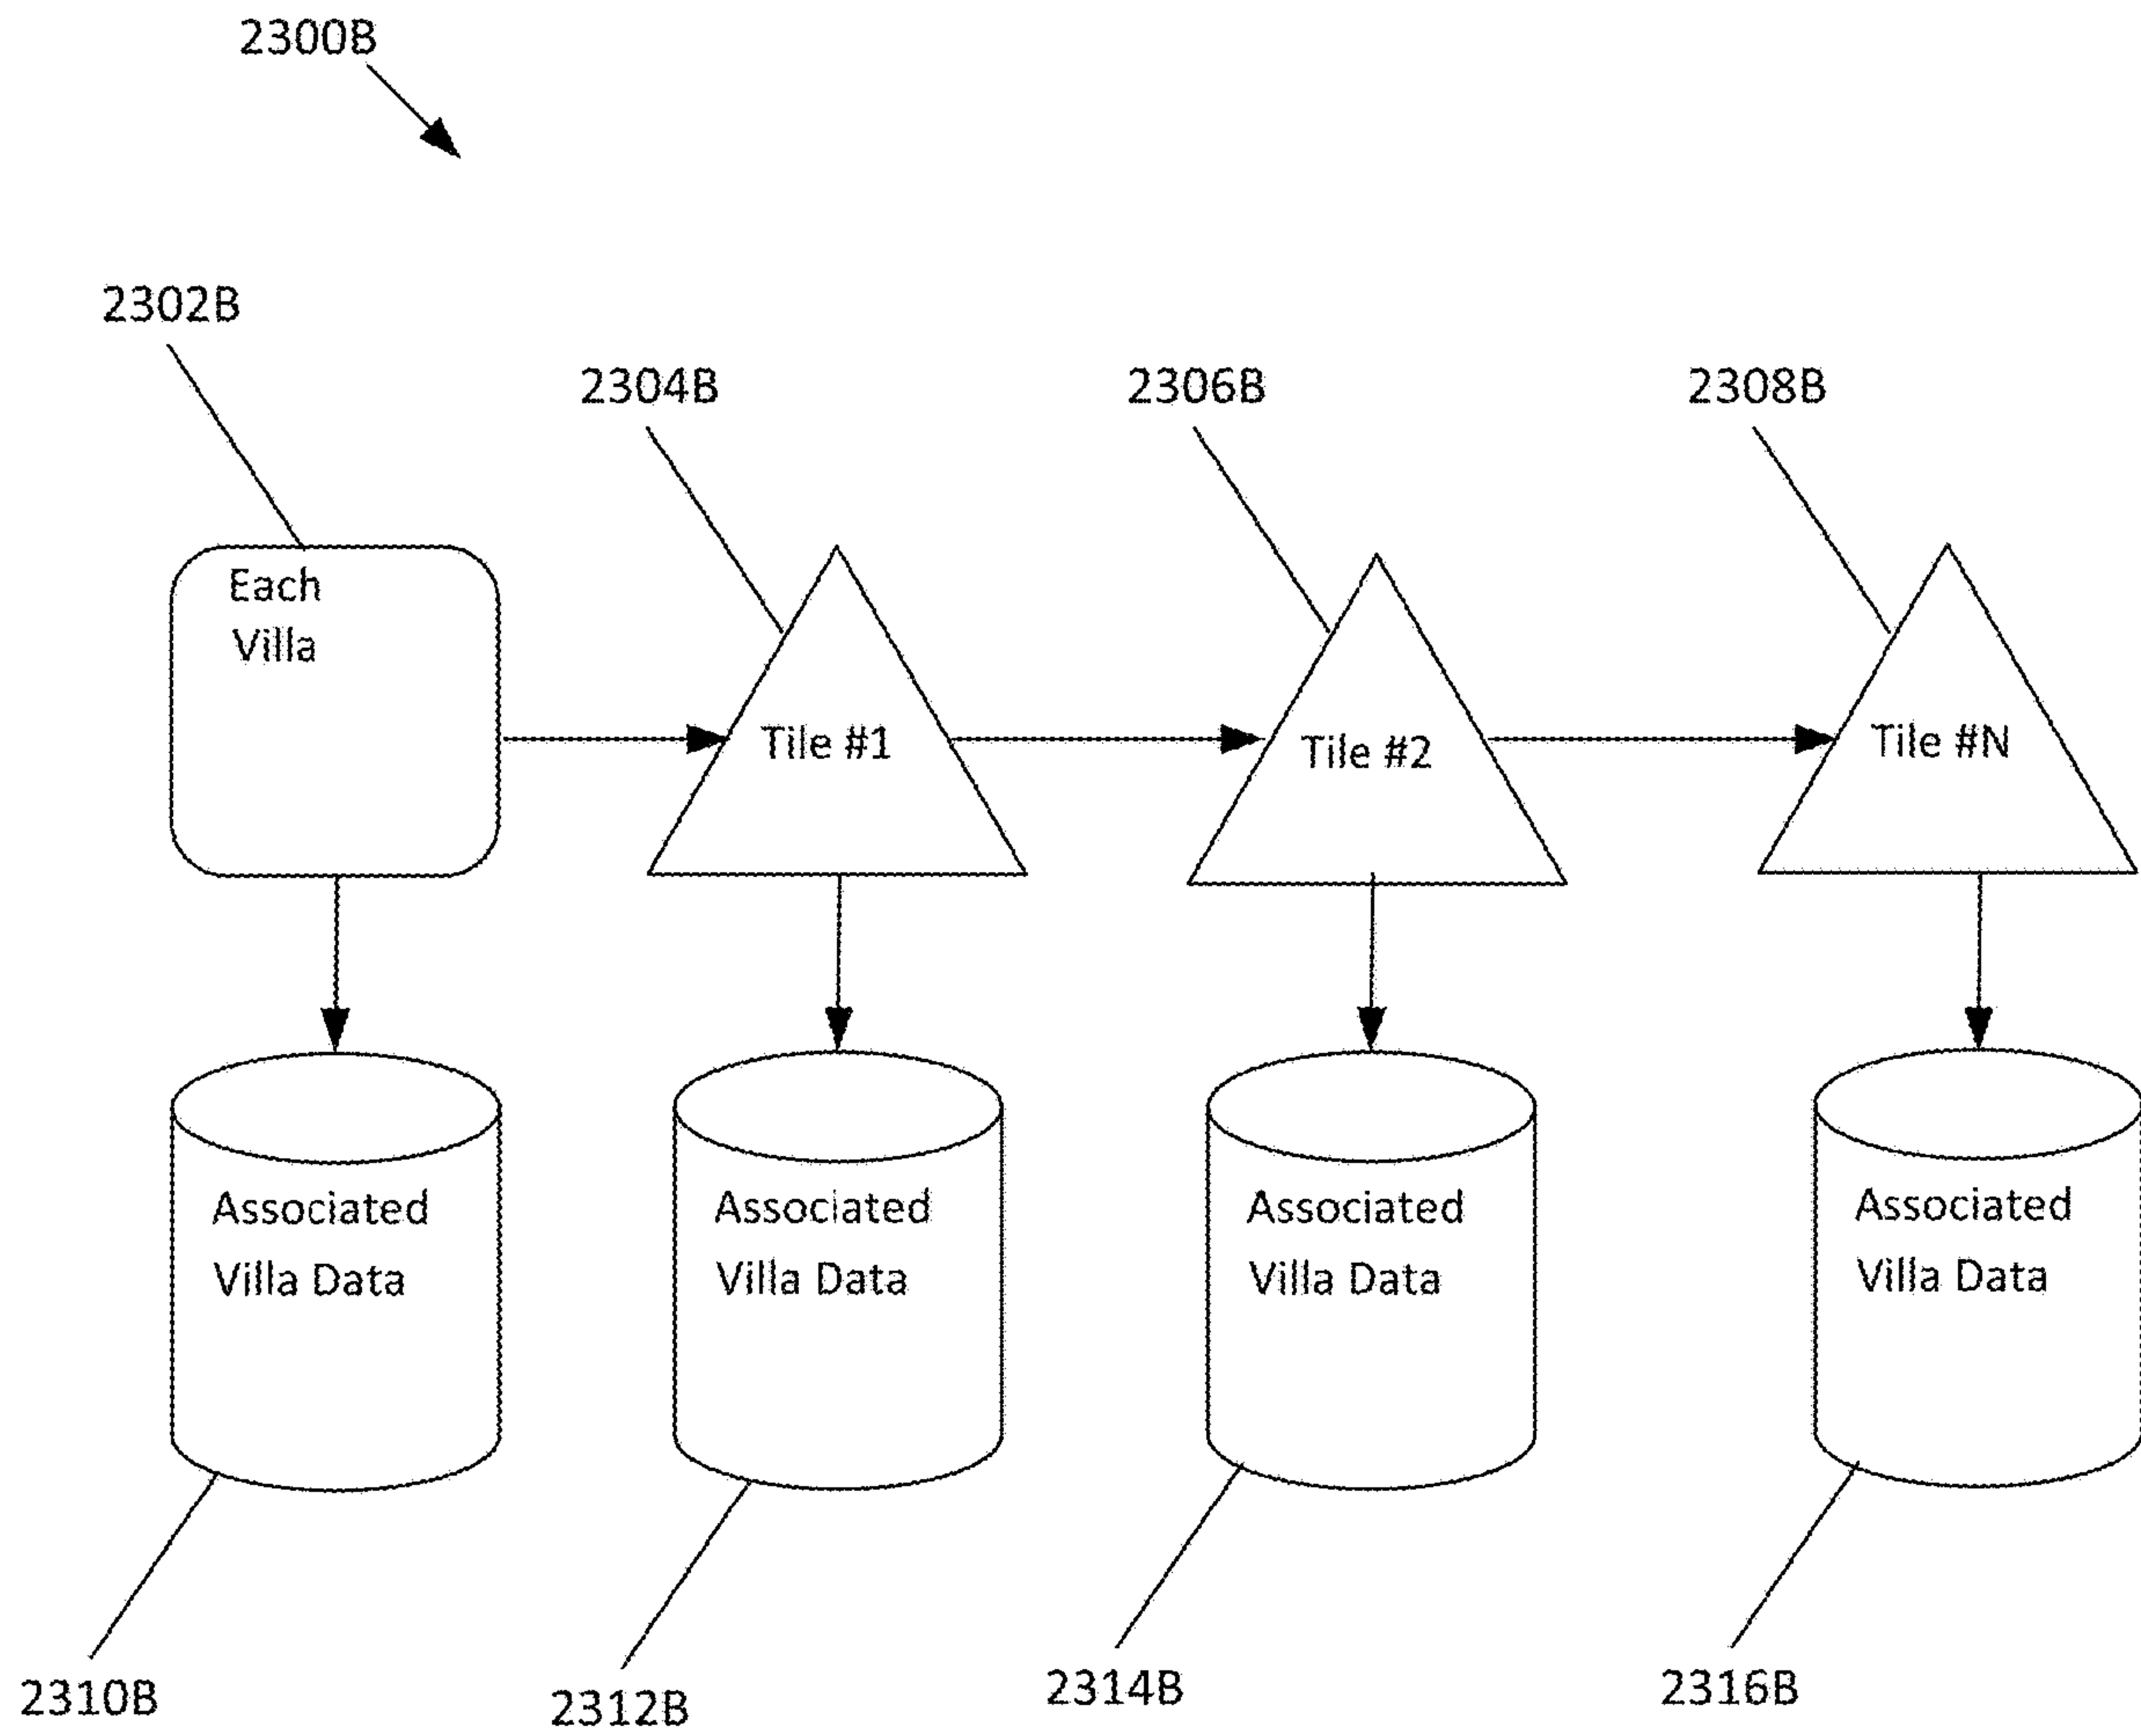 2300B
2302B
2304B
2306B
2308B
Each
Villa
Tile #1
Tile #2
Tile #N
Associated
Villa Data
Associated
Villa Data
Associated
Villa Data
Associated
Villa Data
2310B
2312B
2314B
2316B